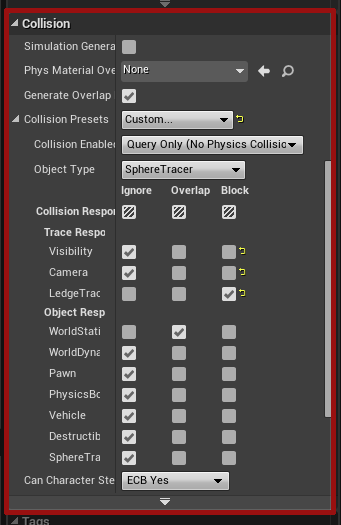 Collision
Simulation Genera
Phys Material Ove None
Generate Overlap
Collision Presets Custom...
Collision Enabled Query Only (No Physics Collision
Object Type SphereTracer
Ignore Overlap Block
Collision Respon
Trace Respo
Visibility
Camera
LedgeTrac
Object Resp
WorldStati
WorldDyna
Pawn
PhysicsBo
Vehicle
Destructib
SphereTra
Can Character Ste ECB Yes
Tags